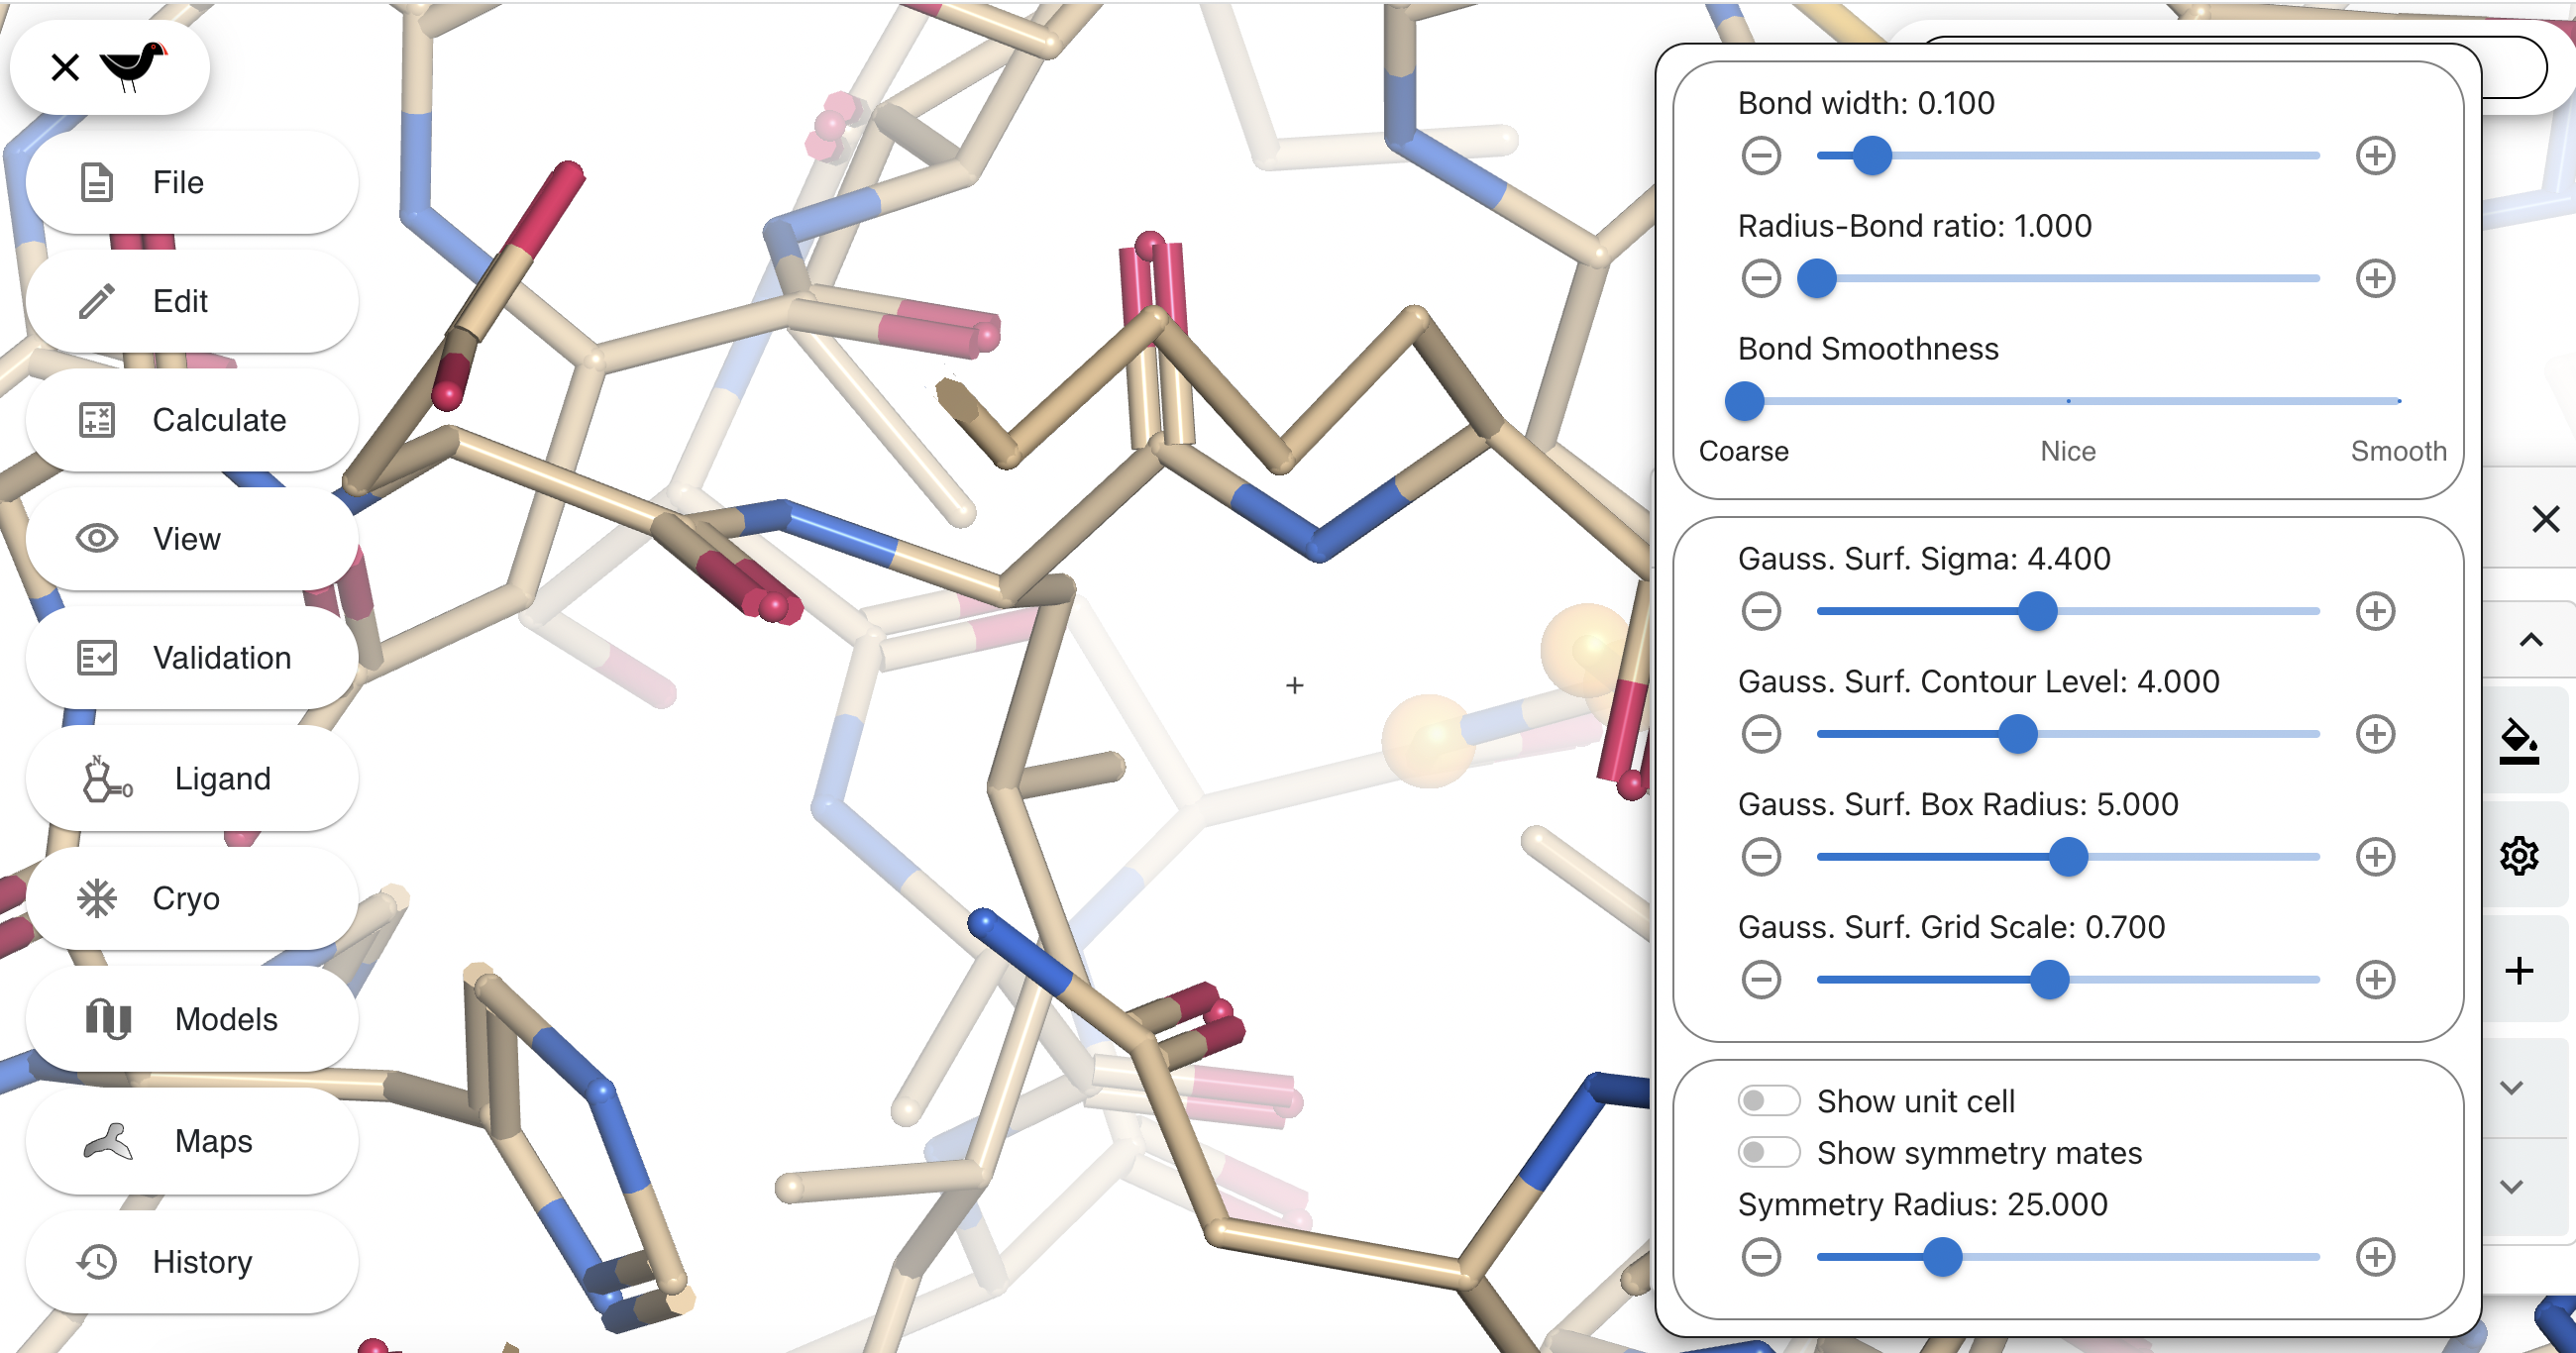 File
Edit
Calculate
View
Validation
Ligand
Cryo
Models
Maps
History
Bond width: 0.100
Radius-Bond ratio: 1.000
Bond Smoothness
Coarse Nice Smooth
Gauss. Surf. Sigma: 4.400
Gauss. Surf. Contour Level: 4.000
Gauss. Surf. Box Radius: 5.000
Gauss. Surf. Grid Scale: 0.700
Show unit cell
Show symmetry mates
Symmetry Radius: 25.000